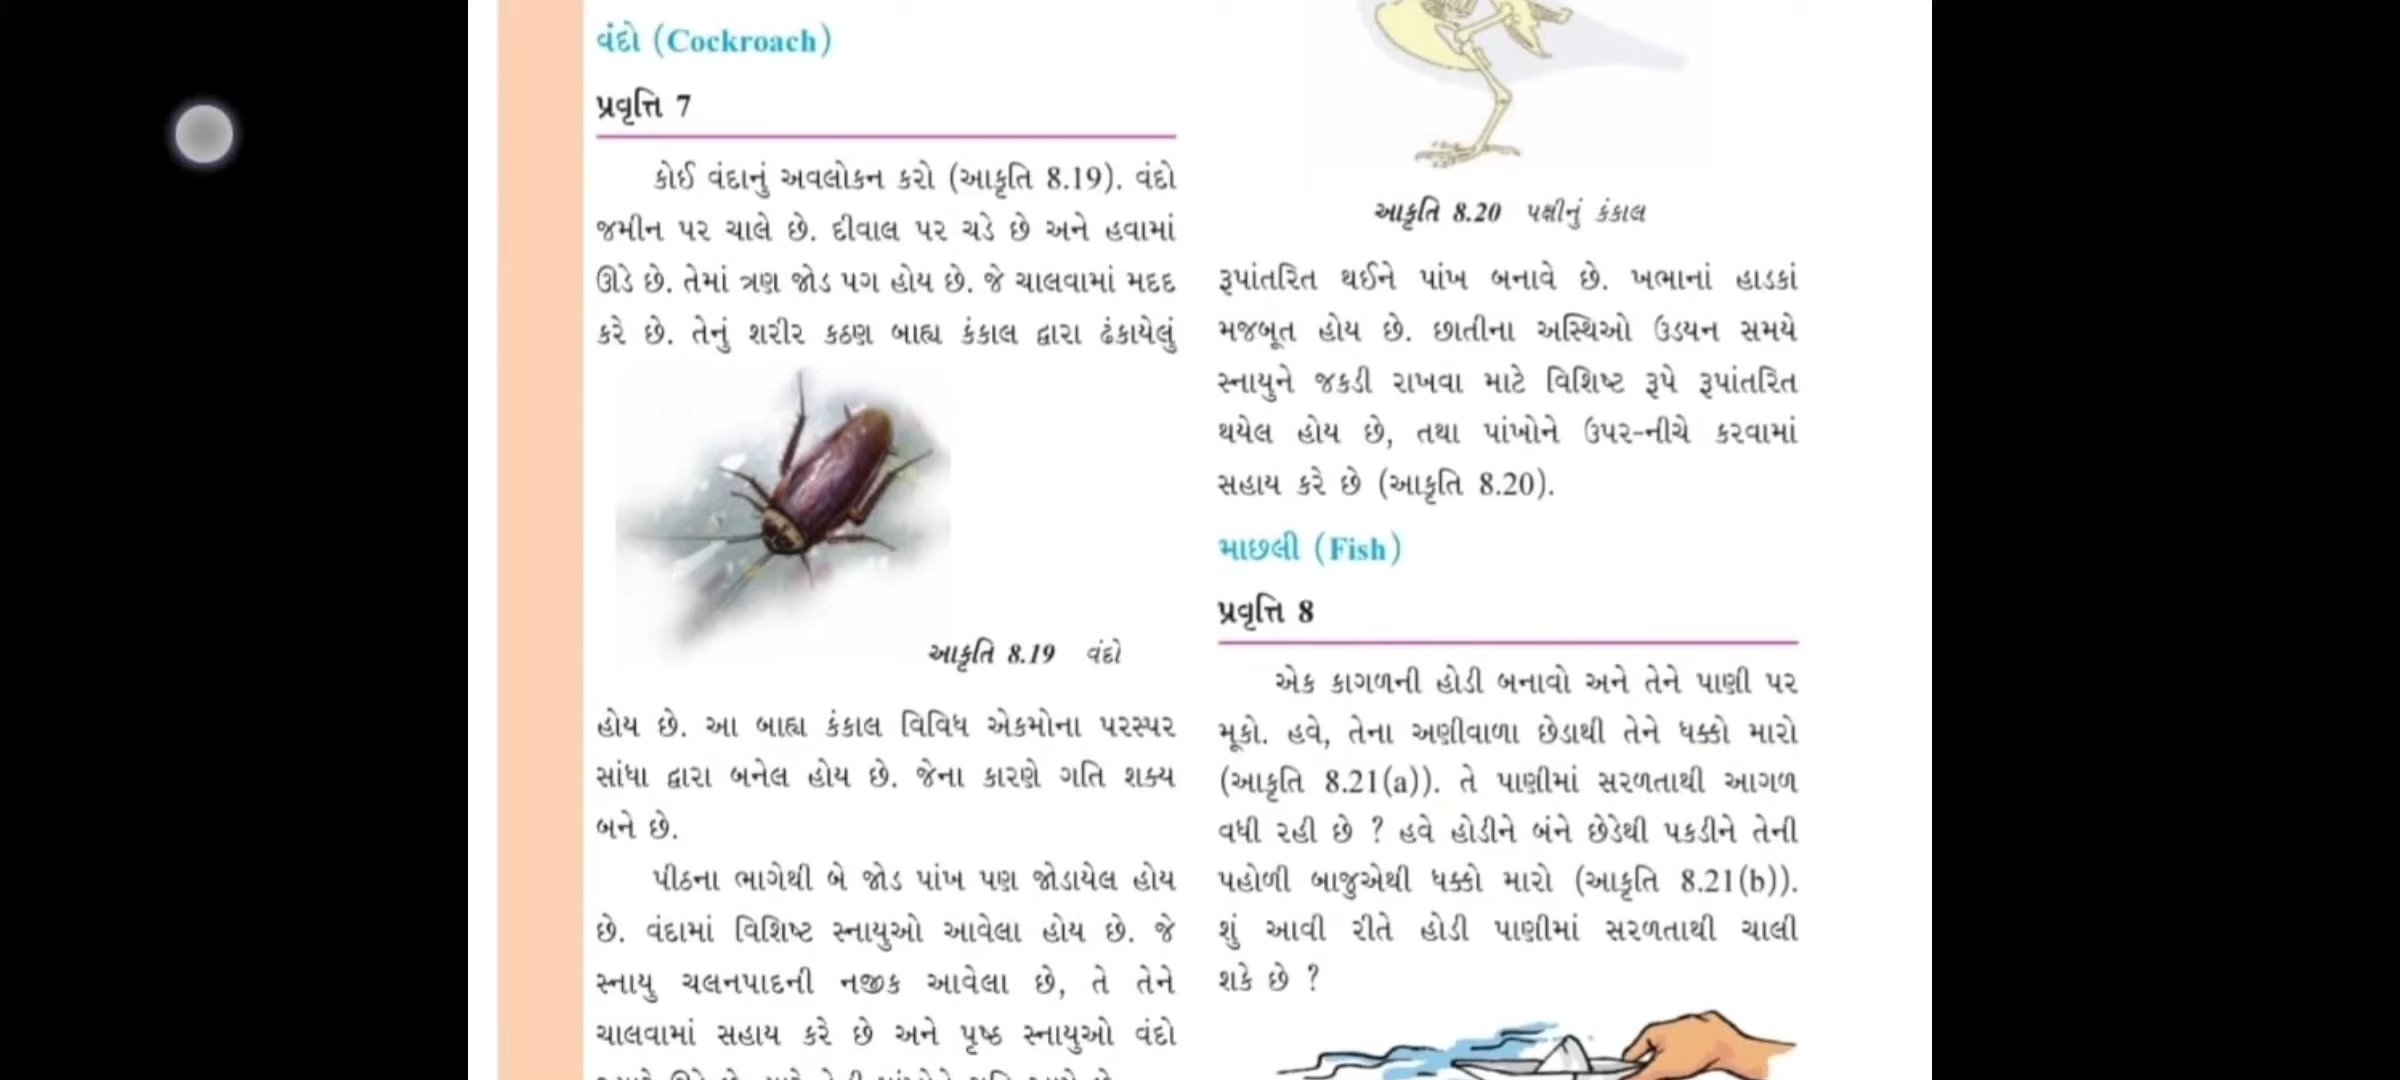 વંદો (Cockroach)
પ્રવૃત્તિ 7
કોઈ વંદાનું અવલોકન કરો (આકૃતિ 8.19). વંદો
જમીન પર ચાલે છે. દીવાલ પર ચડે છે અને હવામાં
ઊડે છે. તેમાં ત્રણ જોડ પગ હોય છે. જે ચાલવામાં મદદ
કરે છે. તેનું શરીર કઠણ બાહ્ય કંકાલ દ્વારા ઢંકાયેલું
આકૃતિ 8.19 વંદો
હોય છે. આ બાહ્ય કંકાલ વિવિધ એકમોના પરસ્પર
સાંધા દ્વારા બનેલ હોય છે. જેના કારણે ગતિ શક્ય
બને છે.
પીઠના ભાગેથી બે જોડ પાંખ પણ જોડાયેલ હોય
છે. વંદામાં વિશિષ્ટ સ્નાયુઓ આવેલા હોય છે. જે
સ્નાયુ ચલનપાદની નજીક આવેલા છે, તે તેને
ચાલવામાં સહાય કરે છે અને પૃષ્ઠ સ્નાયુઓ વંદો
આકૃતિ 8.20 પક્ષીનું કંકાલ
રૂપાંતરિત થઈને પાંખ બનાવે છે. ખભાનાં હાડકાં
મજબૂત હોય છે. છાતીના અસ્થિઓ ઉડયન સમયે
સ્નાયુને જકડી રાખવા માટે વિશિષ્ટ રૂપે રૂપાંતરિત
થયેલ હોય છે, તથા પાંખોને ઉપર-નીચે કરવામાં
સહાય કરે છે (આકૃતિ 8.20).
માછલી (Fish)
પ્રવૃત્તિ 8
એક કાગળની હોડી બનાવો અને તેને પાણી પર
મૂકો. હવે, તેના અણીવાળા છેડાથી તેને ધક્કો મારો
(આકૃતિ 8.21(a)). તે પાણીમાં સરળતાથી આગળ
વધી રહી છે ? હવે હોડીને બંને છેડેથી પકડીને તેની
પહોળી બાજુએથી ધક્કો મારો (આકૃતિ 8.21(b)).
શું આવી રીતે હોડી પાણીમાં સરળતાથી ચાલી
શકે છે ?